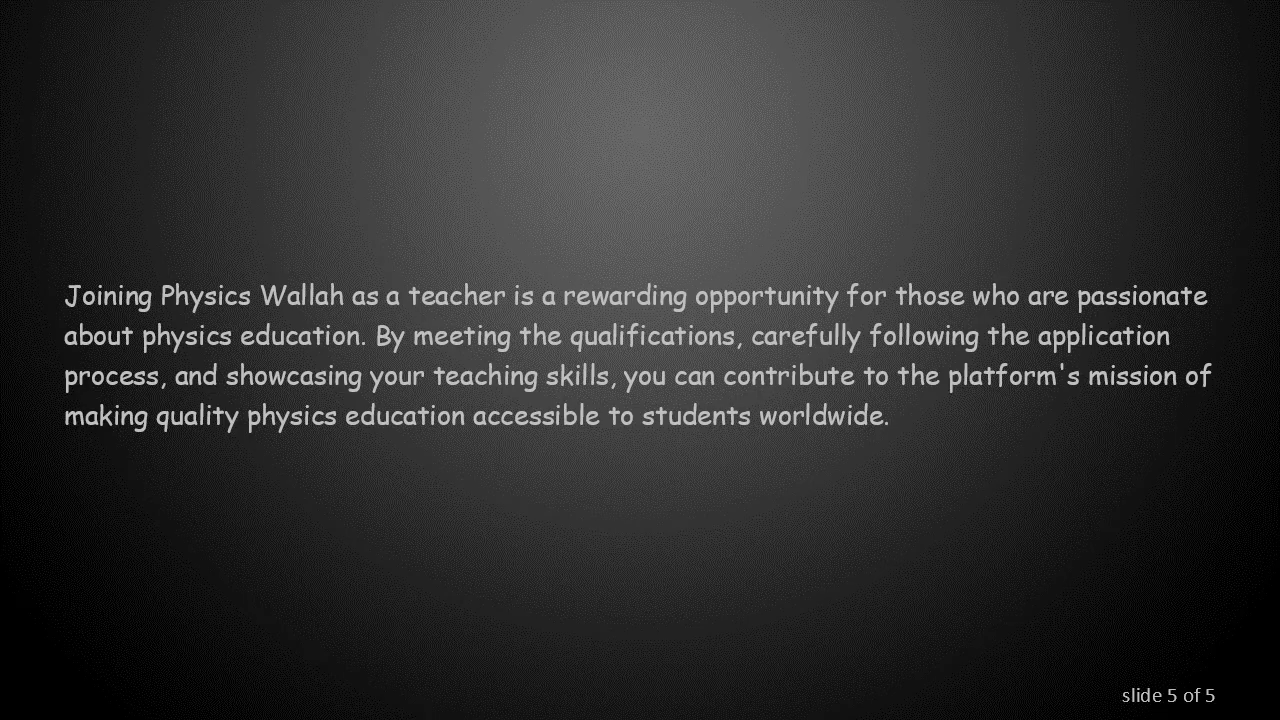 Joining Physics Wallah as a teacher is a rewarding opportunity for those who are passionate
about physics education. By meeting the qualifications, carefully following the application
process, and showcasing your teaching skills, you can contribute to the platform's mission of
making quality physics education accessible to students worldwide.
slide 5 of 5